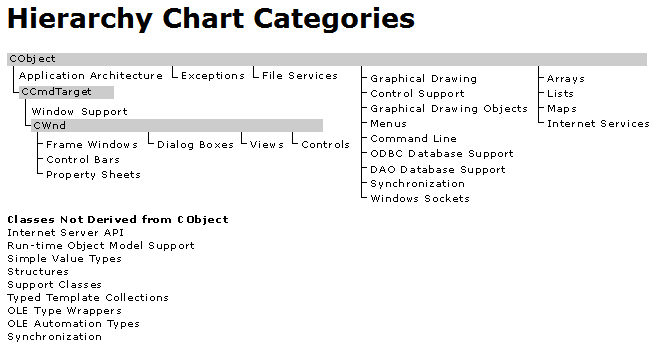 Hierarchy Chart Categories
CObject
Application Architecture
Exceptions
File Services
CCmdTarget
Window Support
CWnd
Frame Windows
Dialog Boxes
Views
Controls
Control Bars
Property Sheets
Graphical Drawing
Control Support
Graphical Drawing Objects
Menus
Command Line
ODBC Database Support
DAO Database Support
Synchronization
Windows Sockets
Arrays
Lists
Maps
Internet Services
Classes Not Derived from CObject
Internet Server API
Run-time Object Model Support
Simple Value Types
Structures
Support Classes
Typed Template Collections
OLE Type Wrappers
OLE Automation Types
Synchronization